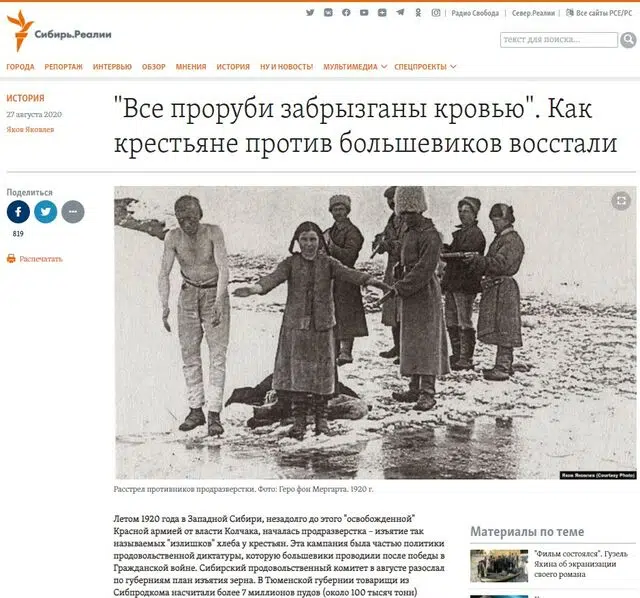 Радио Свобода | Север.Реалии | Все сайты РСЕ/РС
Сибирь.Реалии
текст для поиска...
ГОРОДА РЕПОРТАЖ ИНТЕРВЬЮ ОБЗОР МНЕНИЯ ИСТОРИЯ НУ И НОВОСТЬ! МУЛЬТИМЕДИА СПЕЦПРОЕКТЫ
ИСТОРИЯ
27 августа 2020
Яков Яковлев
"Все проруби забрызганы кровью". Как
крестьяне против большевиков восстали
Поделиться
819
Распечатать
Яков Яковлев (Courtesy Photo)
Расстрел противников продразверстки. Фото: Геро фон Мергарта. 1920 г.
Летом 1920 года в Западной Сибири, незадолго до этого "освобожденной"
Красной армией от власти Колчака, началась продразверстка – изъятие так
называемых "излишков" хлеба у крестьян. Эта кампания была частью политики
продовольственной диктатуры, которую большевики проводили после победы в
Гражданской войне. Сибирский продовольственный комитет в августе разослал
по губерниям план изъятия зерна. В Тюменской губернии товарищи из
Сибпродкома насчитали более 7 миллионов пудов (около 100 тысяч тонн)
Материалы по теме
"Фильм состоялся". Гузель
Яхина об экранизации
своего романа